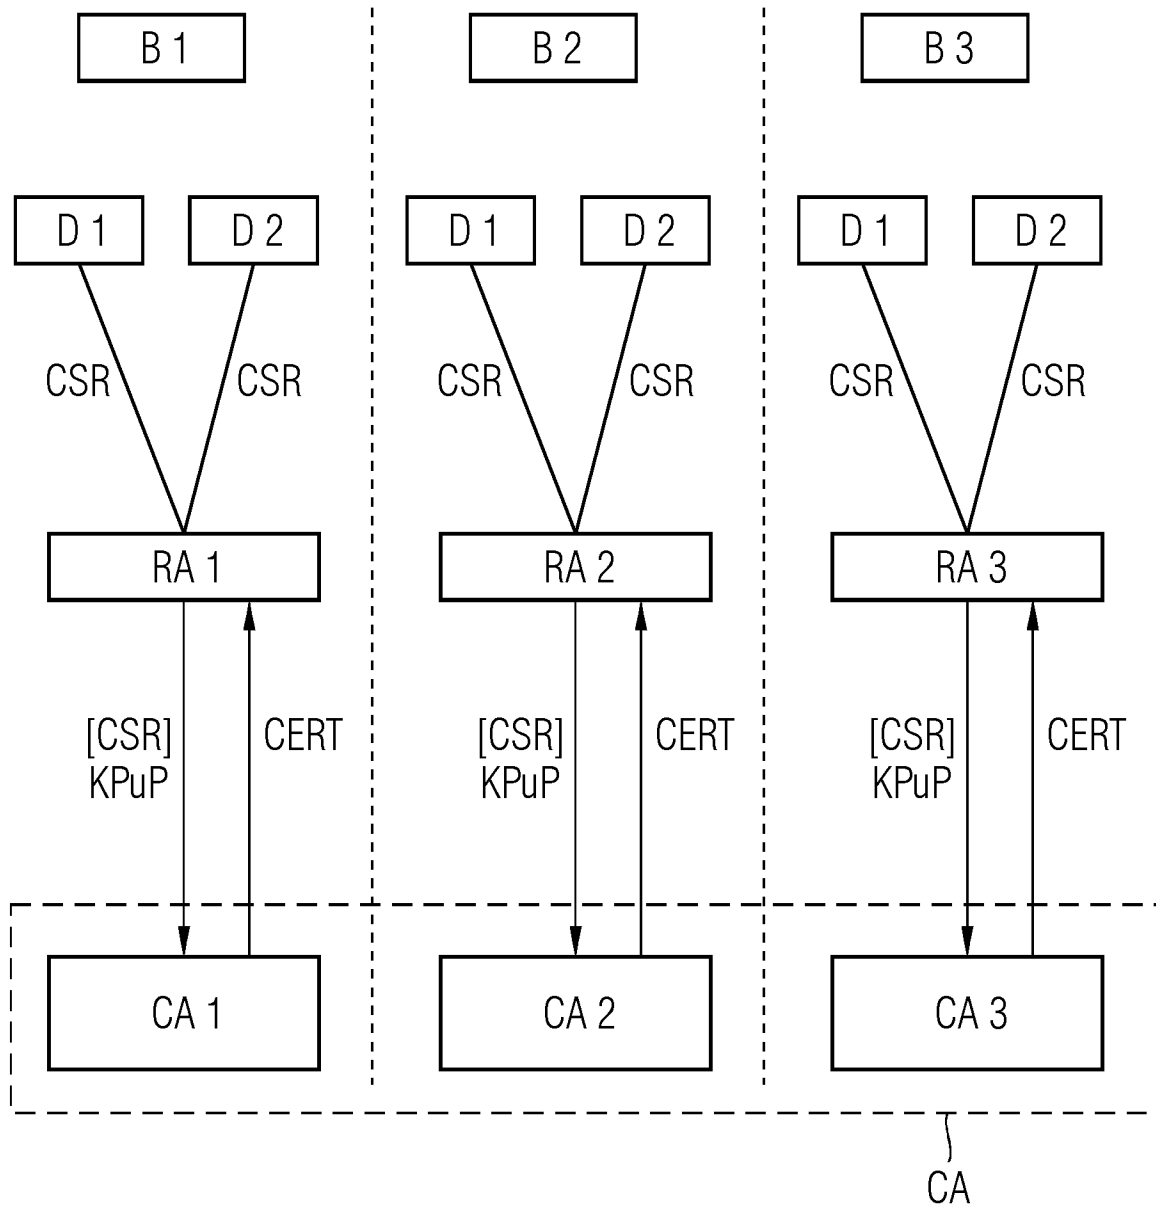 B 1 B 2 B 3
D 1 D 2 D 1 D 2 D 1 D 2
CSR CSR CSR CSR CSR CSR
RA 1 RA 2 RA 3
[CSR] CERT [CSR] CERT [CSR] CERT
KPuP KPuP KPuP
CA 1 CA 2 CA 3
CA